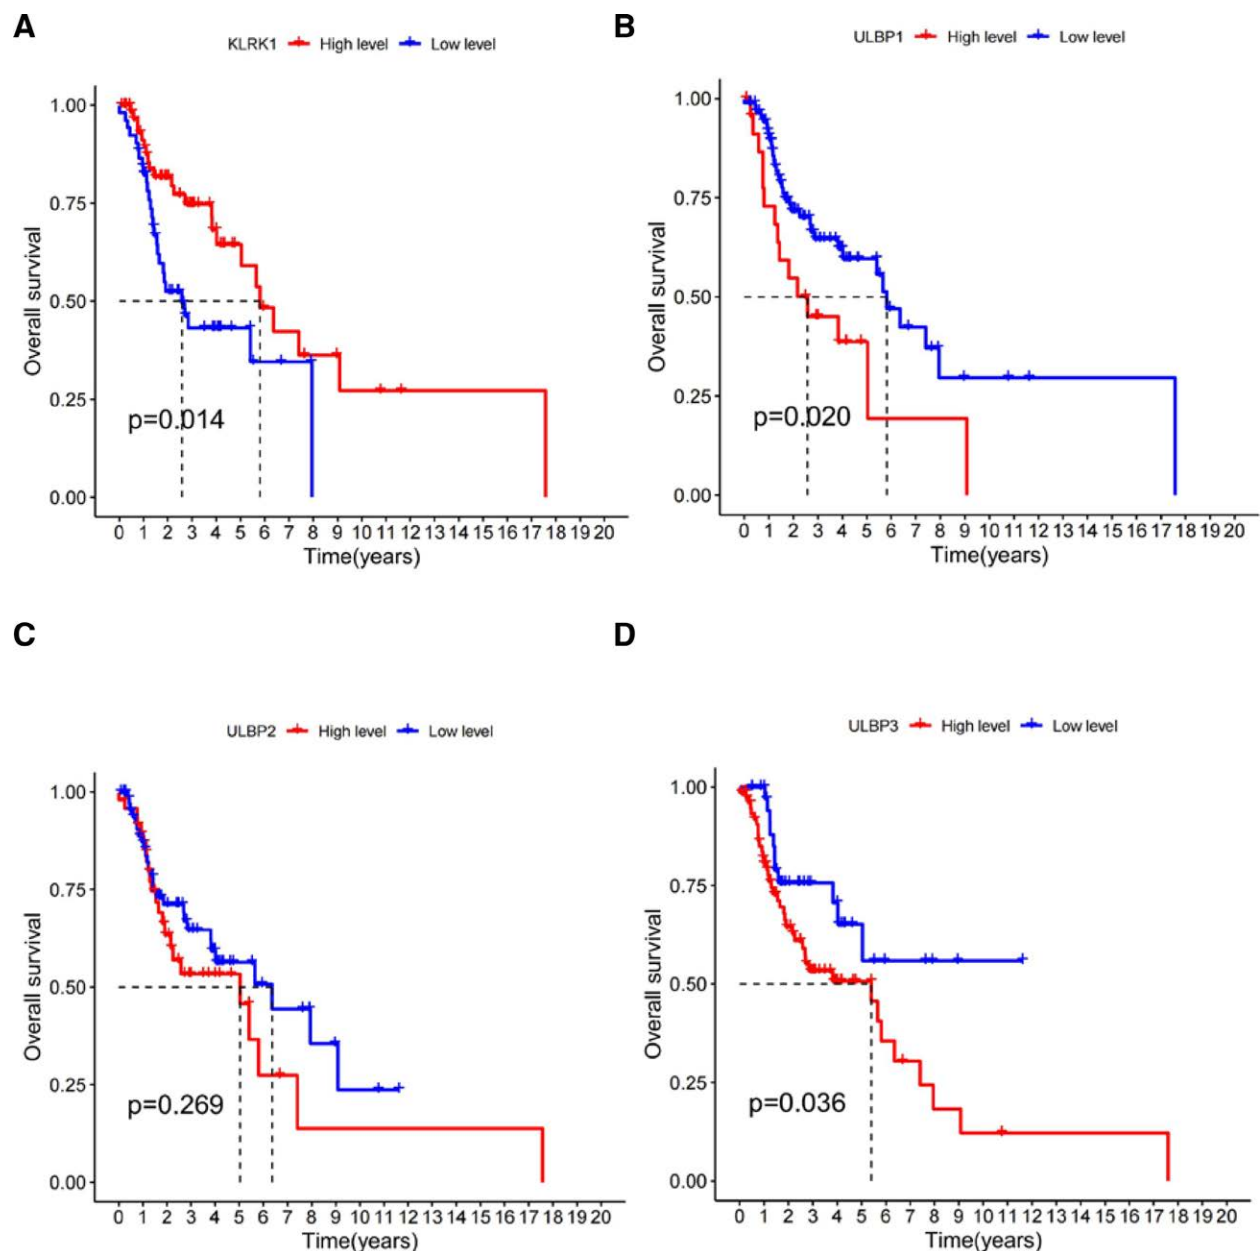 A
KLRK1 High level Low level
1.00
0.75
0.50
0.25
0.00
Overall survival
p=0.014
0 1 2 3 4 5 6 7 8 9 10 11 12 13 14 15 16 17 18 19 20
Time(years)
B
ULBP1 High level Low level
1.00
0.75
0.50
0.25
0.00
Overall survival
p=0.020
0 1 2 3 4 5 6 7 8 9 10 11 12 13 14 15 16 17 18 19 20
Time(years)
C
ULBP2 High level Low level
1.00
0.75
0.50
0.25
0.00
Overall survival
p=0.269
0 1 2 3 4 5 6 7 8 9 10 11 12 13 14 15 16 17 18 19 20
Time(years)
D
ULBP3 High level Low level
1.00
0.75
0.50
0.25
0.00
Overall survival
p=0.036
0 1 2 3 4 5 6 7 8 9 10 11 12 13 14 15 16 17 18 19 20
Time(years)